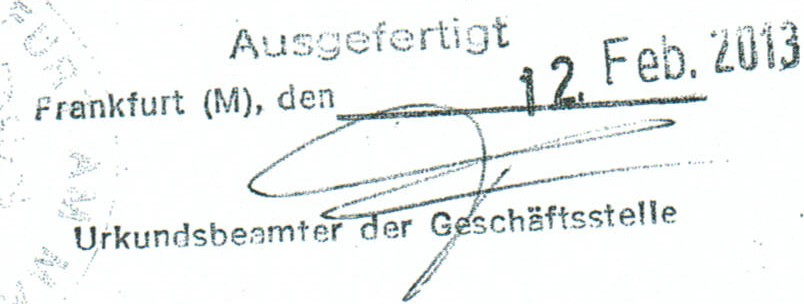 Ausgefertigt
Frankfurt (M), den 12. Feb. 2013
Urkundsbeamter der Geschäftsstelle